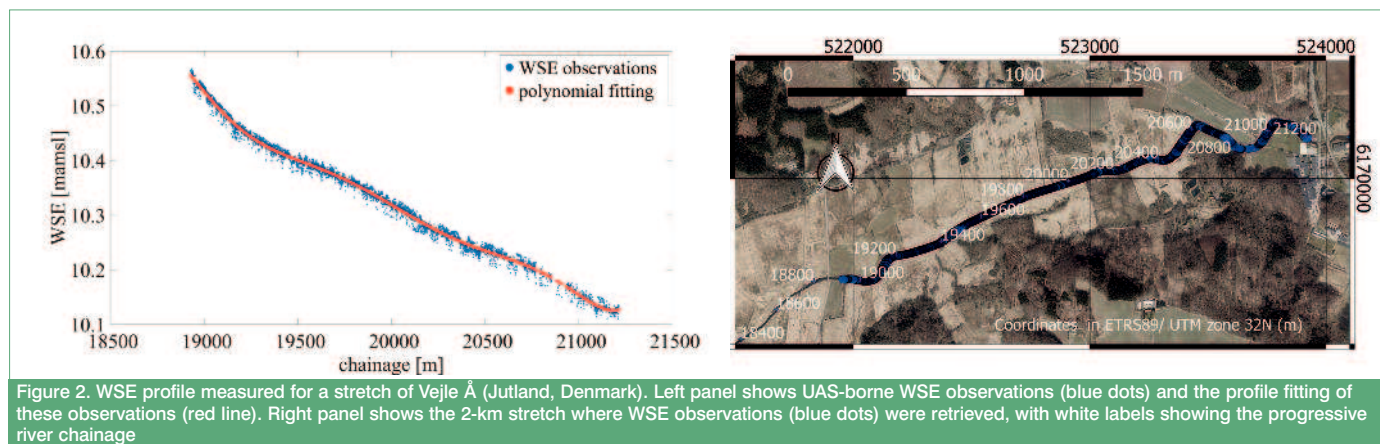 10.6
10.5
10.4
10.3
10.2
10.1
WSE [mamsl]
WSE observations
polynomial fitting
18500 19000 19500 20000 20500 21000 21500
chainage [m]
522000 523000 524000
0 500 1000 1500 m
N
20600 21000 21200
20800
20400
20200
20000
19800
19600
19400
19200
19000
18800
18600
18400
6170000
Coordinates in ETRS89/ UTM zone 32N (m)
Figure 2. WSE profile measured for a stretch of Vejle Å (Jutland, Denmark). Left panel shows UAS-borne WSE observations (blue dots) and the profile fitting of
these observations (red line). Right panel shows the 2-km stretch where WSE observations (blue dots) were retrieved, with white labels showing the progressive
river chainage